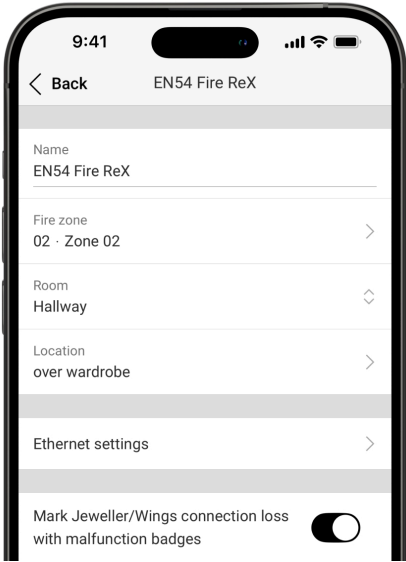 9:41
Back
EN54 Fire ReX
Name
EN54 Fire ReX
Fire zone
02 · Zone 02
Room
Hallway
Location
over wardrobe
Ethernet settings
Mark Jeweller/Wings connection loss
with malfunction badges